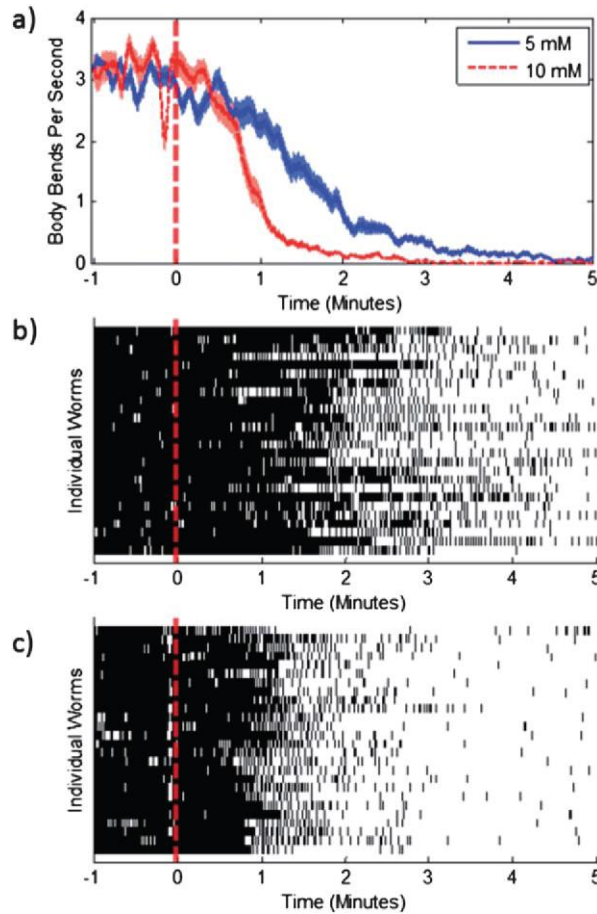 a)
Body Bends Per Second
4
3
2
1
0
5 mM
10 mM
-1 0 1 2 3 4 5
Time (Minutes)
b)
Individual Worms
-1 0 1 2 3 4 5
Time (Minutes)
c)
Individual Worms
-1 0 1 2 3 4 5
Time (Minutes)